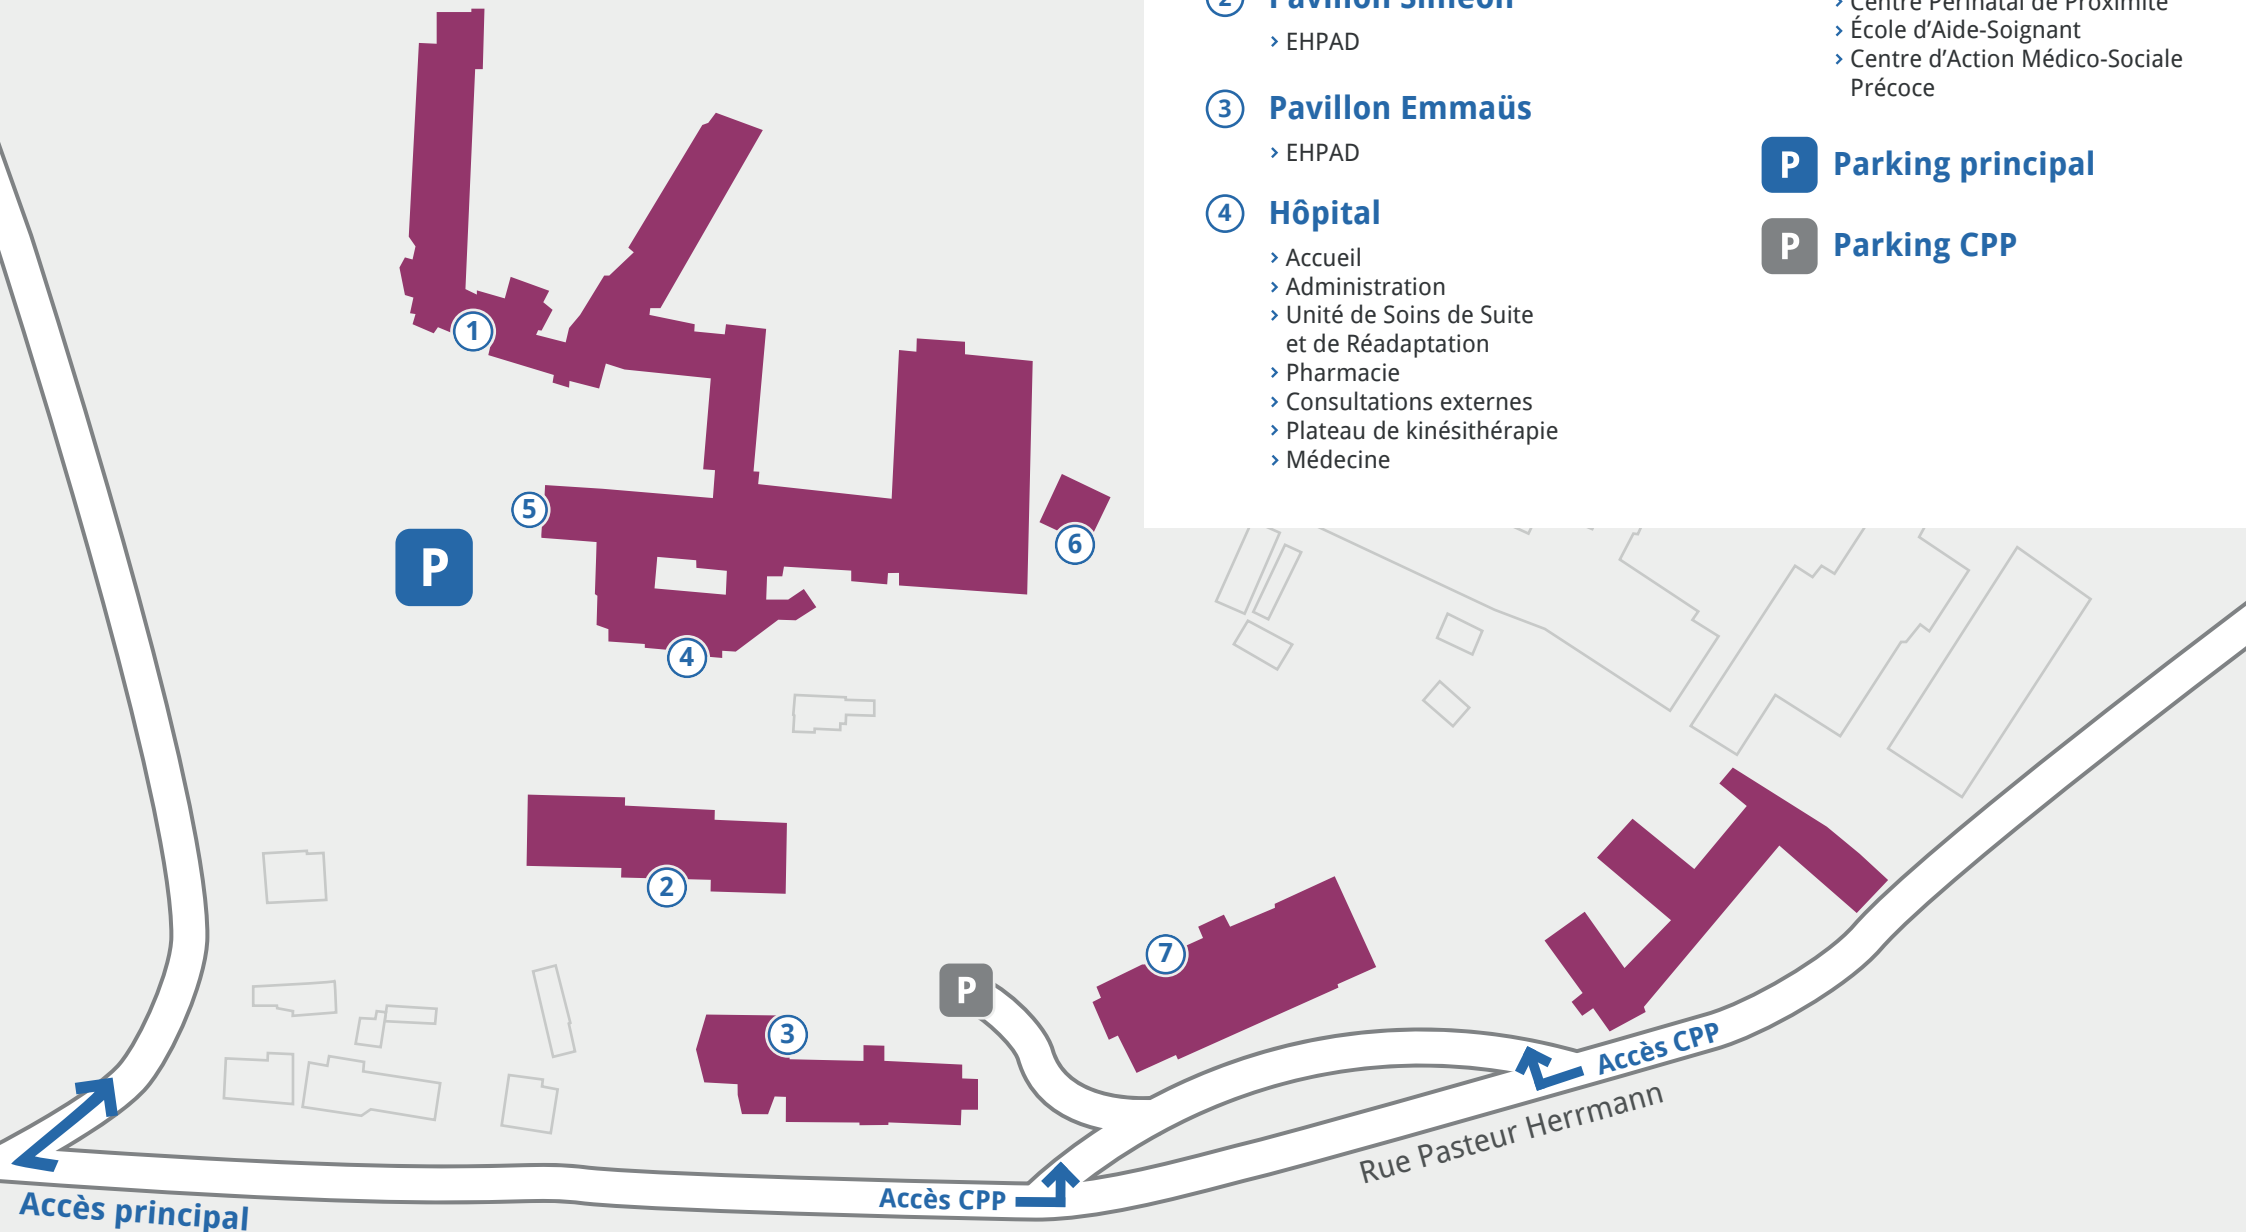 2 Pavillon Siméon
› EHPAD
3 Pavillon Emmaüs
› EHPAD
4 Hôpital
› Accueil
› Administration
› Unité de Soins de Suite
et de Réadaptation
› Pharmacie
› Consultations externes
› Plateau de kinésithérapie
› Médecine
› Centre Périnatal de Proximité
› École d’Aide-Soignant
› Centre d’Action Médico-Sociale
Précoce
P Parking principal
P Parking CPP
1
5
P
6
4
2
7
P
3
Accès CPP
Rue Pasteur Herrmann
Accès CPP
Accès principal